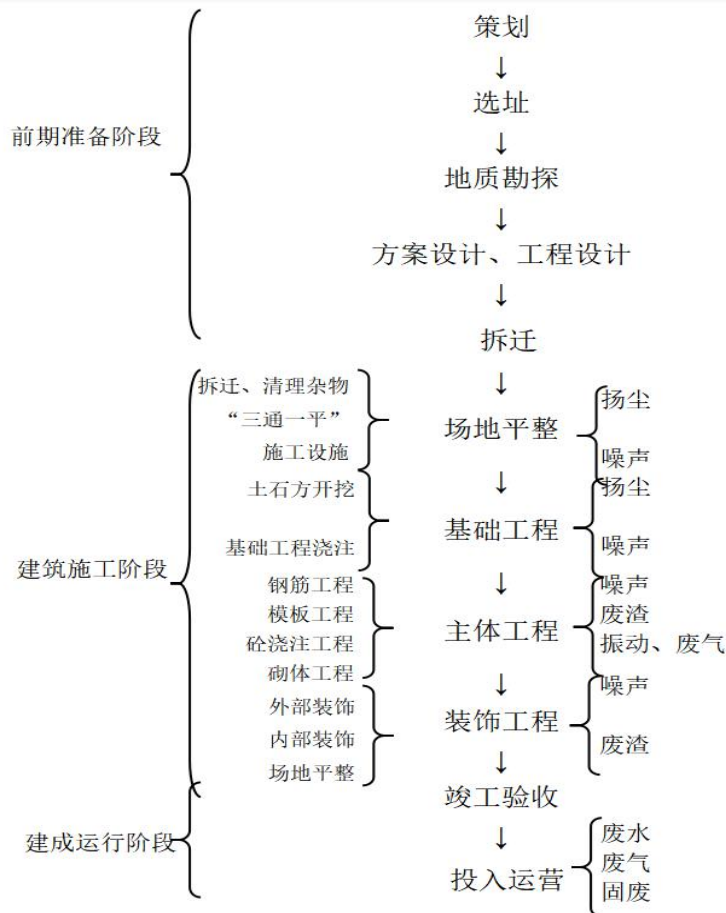 策划
↓
选址
↓
前期准备阶段
地质勘探
↓
方案设计、工程设计
↓
拆迁
↓
拆迁、清理杂物
“三通一平”
施工设施
场地平整
扬尘
噪声
↓
土石方开挖
基础工程浇注
基础工程
扬尘
噪声
↓
建筑施工阶段
钢筋工程
模板工程
砼浇注工程
砌体工程
主体工程
噪声
废渣
振动、废气
↓
外部装饰
内部装饰
场地平整
装饰工程
噪声
废渣
↓
竣工验收
↓
建成运行阶段
投入运营
废水
废气
固废